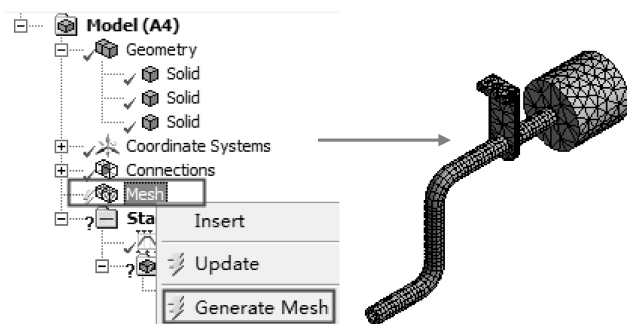 Model (A4)
Geometry
Solid
Solid
Solid
Coordinate Systems
Connections
Mesh
Sta
Insert
Update
Generate Mesh